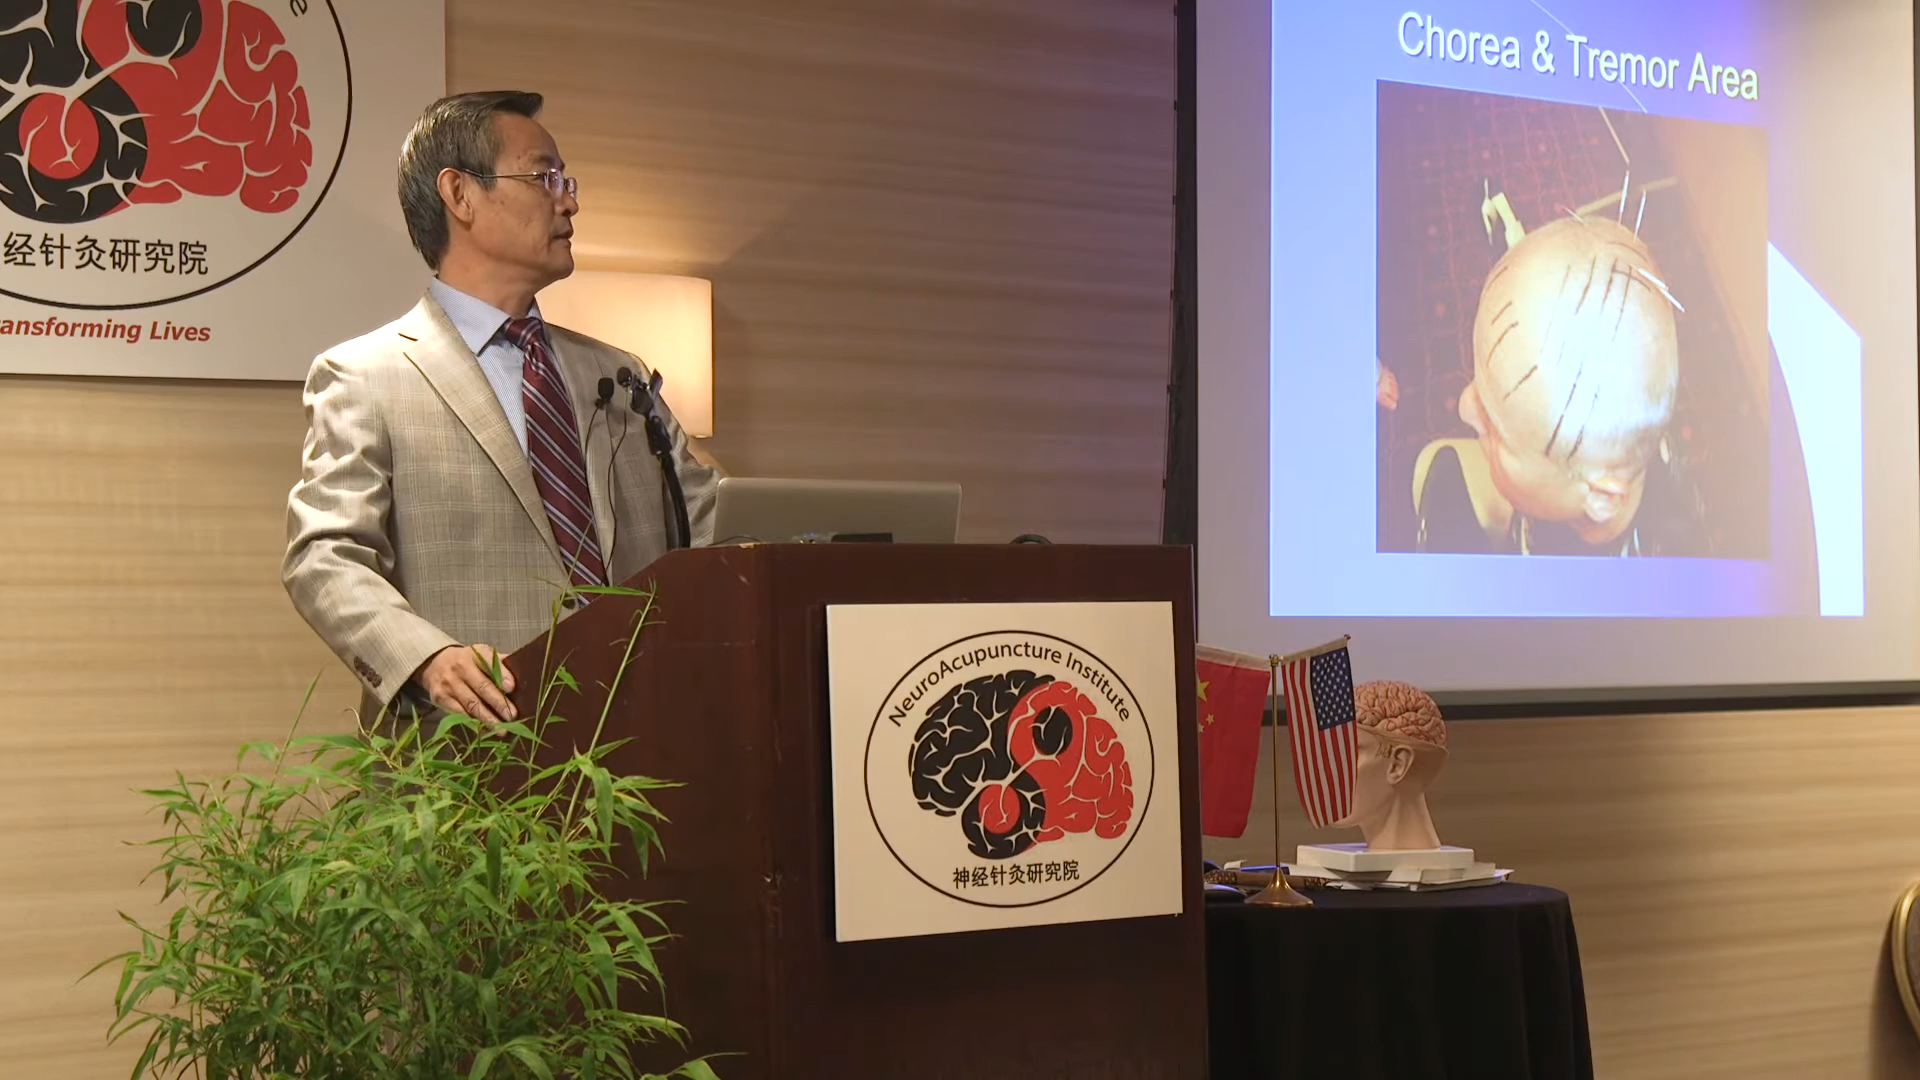 经针灸研究院
ansforming Lives
Chorea & Tremor Area
NeuroAcupuncture Institute
神经针灸研究院